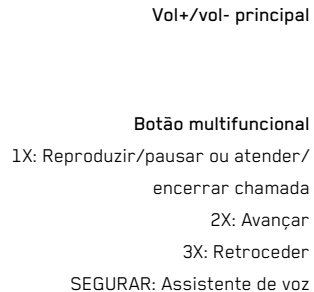 Vol+/vol- principal
Botão multifuncional
1X: Reproduzir/pausar ou atender/
encerrar chamada
2X: Avançar
3X: Retroceder
SEGURAR: Assistente de voz